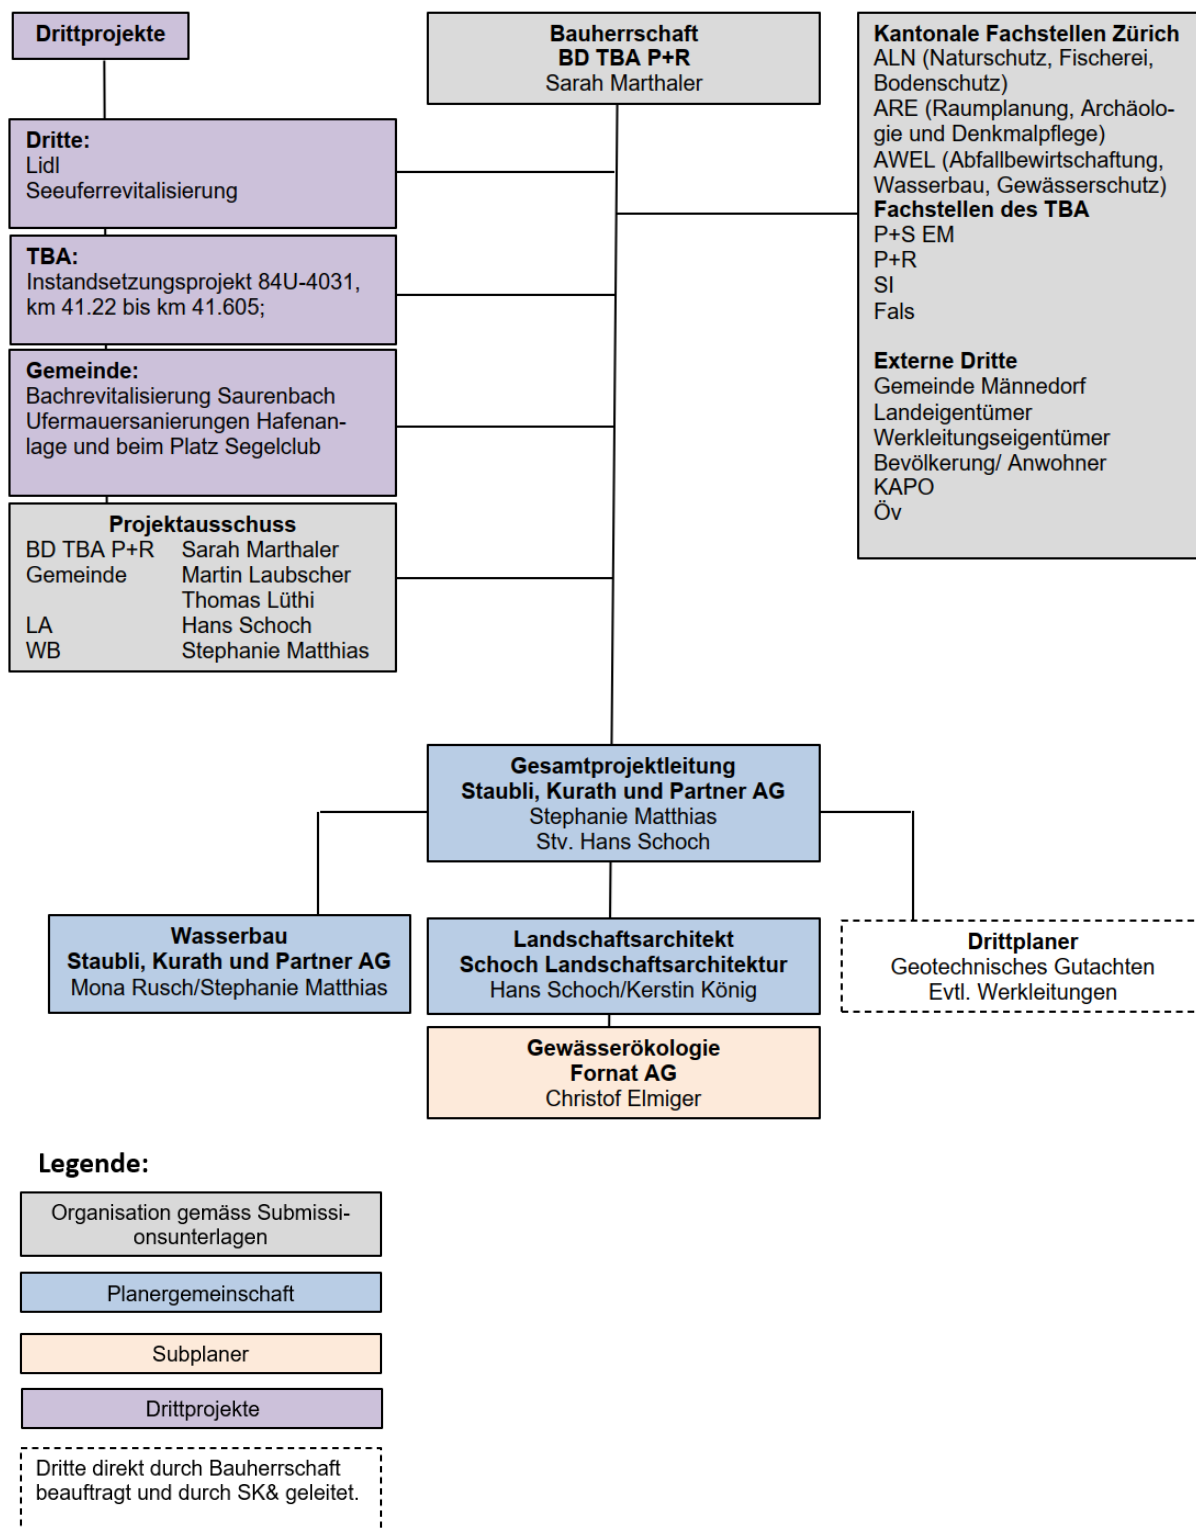 Drittprojekte
Bauherrschaft
BD TBA P+R
Sarah Marthaler
Kantonale Fachstellen Zürich
ALN (Naturschutz, Fischerei,
Bodenschutz)
ARE (Raumplanung, Archäolo-
gie und Denkmalpflege)
AWEL (Abfallbewirtschaftung,
Wasserbau, Gewässerschutz)
Fachstellen des TBA
P+S EM
P+R
SI
Fals
Externe Dritte
Gemeinde Männedorf
Landeigentümer
Werkleitungseigentümer
Bevölkerung/ Anwohner
KAPO
Öv
Dritte:
Lidl
Seeuferrevitalisierung
TBA:
Instandsetzungsprojekt 84U-4031,
km 41.22 bis km 41.605;
Gemeinde:
Bachrevitalisierung Saurenbach
Ufermauersanierungen Hafenan-
lage und beim Platz Segelclub
Projektausschuss
BD TBA P+R Sarah Marthaler
Gemeinde Martin Laubscher
Thomas Lüthi
LA Hans Schoch
WB Stephanie Matthias
Gesamtprojektleitung
Staubli, Kurath und Partner AG
Stephanie Matthias
Stv. Hans Schoch
Wasserbau
Staubli, Kurath und Partner AG
Mona Rusch/Stephanie Matthias
Landschaftsarchitekt
Schoch Landschaftsarchitektur
Hans Schoch/Kerstin König
Drittplaner
Geotechnisches Gutachten
Evtl. Werkleitungen
Gewässerökologie
Fornat AG
Christof Elmiger
Legende:
Organisation gemäss Submissi-
onsunterlagen
Planergemeinschaft
Subplaner
Drittprojekte
Dritte direkt durch Bauherrschaft
beauftragt und durch SK& geleitet.